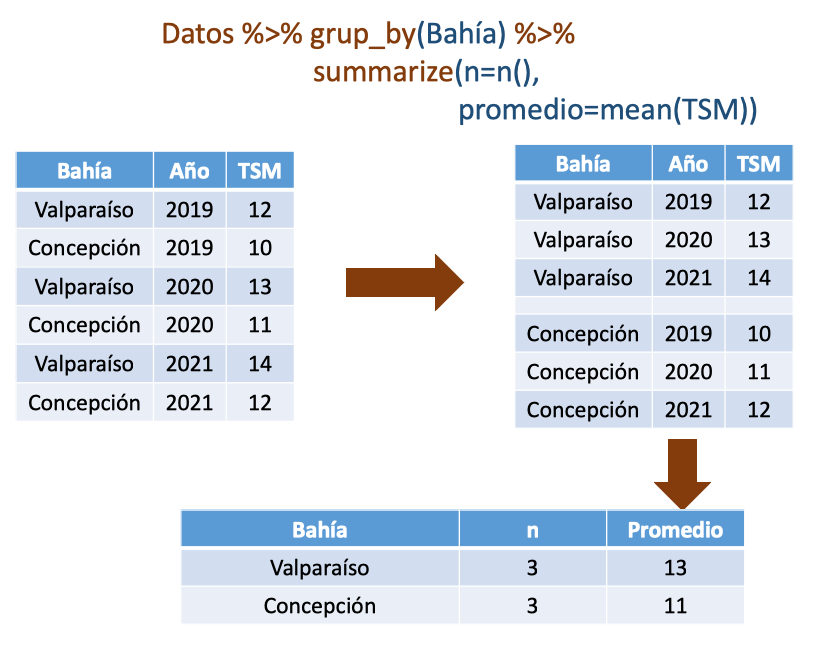 Datos %>% grup_by(Bahía) %>%
summarize(n=n(),
promedio=mean(TSM))
Bahía Año TSM
Valparaíso 2019 12
Concepción 2019 10
Valparaíso 2020 13
Concepción 2020 11
Valparaíso 2021 14
Concepción 2021 12
Bahía Año TSM
Valparaíso 2019 12
Valparaíso 2020 13
Valparaíso 2021 14
Concepción 2019 10
Concepción 2020 11
Concepción 2021 12
Bahía n Promedio
Valparaíso 3 13
Concepción 3 11